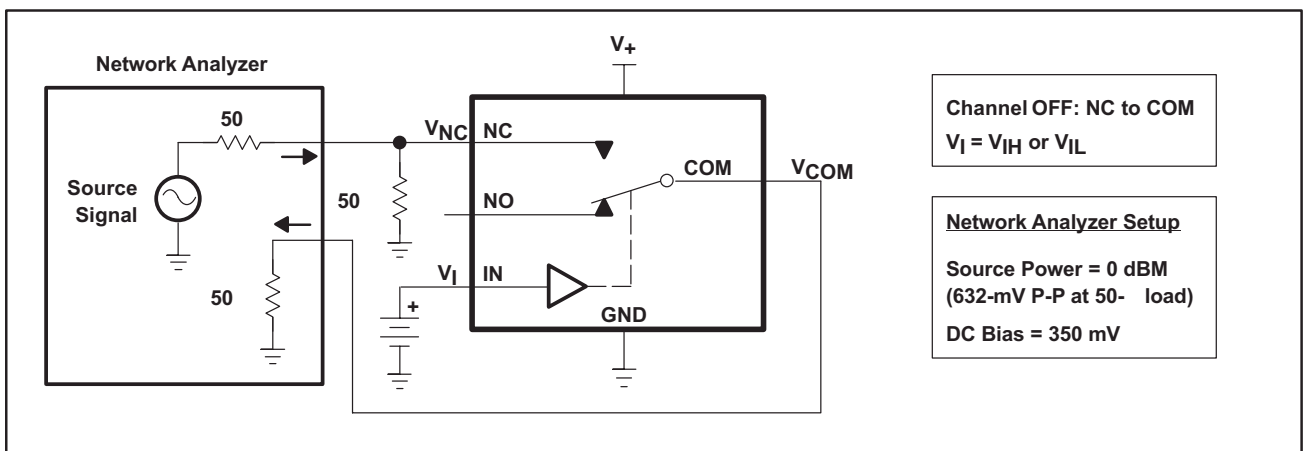 V+
Network Analyzer
50
VNC
NC
COM
VCOM
Source
Signal
50
NO
50
VI
IN
+
GND
Channel OFF: NC to COM
VI = VIH or VIL
Network Analyzer Setup
Source Power = 0 dBM
(632-mV P-P at 50- load)
DC Bias = 350 mV